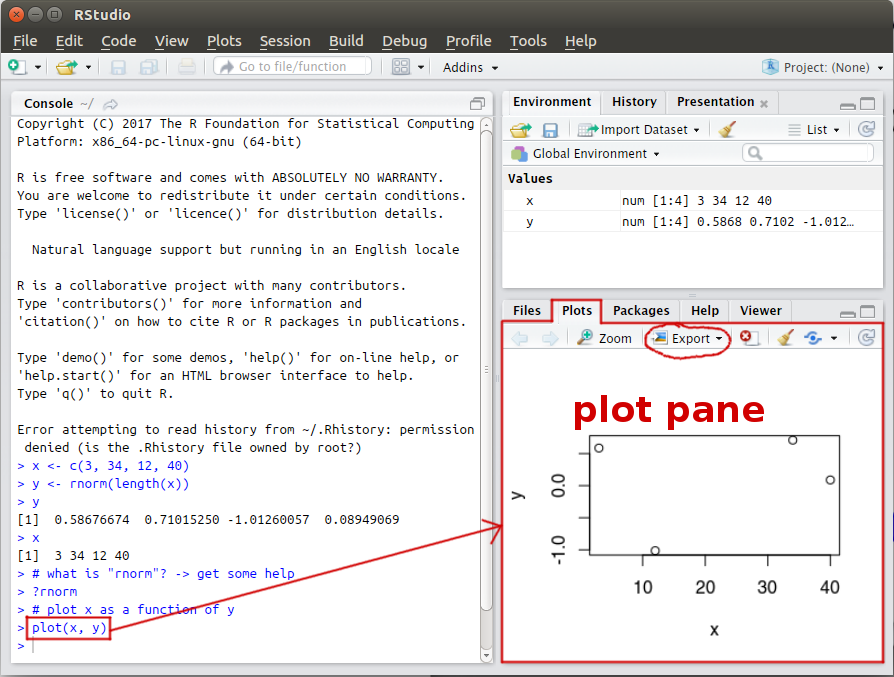 RStudio
File Edit Code View Plots Session Build Debug Profile Tools Help
Go to file/function Addins Project: (None)
Console ~/
Copyright (C) 2017 The R Foundation for Statistical Computing
Platform: x86_64-pc-linux-gnu (64-bit)
R is free software and comes with ABSOLUTELY NO WARRANTY.
You are welcome to redistribute it under certain conditions.
Type 'license()' or 'licence()' for distribution details.
Natural language support but running in an English locale
R is a collaborative project with many contributors.
Type 'contributors()' for more information and
'citation()' on how to cite R or R packages in publications.
Type 'demo()' for some demos, 'help()' for on-line help, or
'help.start()' for an HTML browser interface to help.
Type 'q()' to quit R.
Error attempting to read history from ~/.Rhistory: permission
denied (is the .Rhistory file owned by root?)
> x <- c(3, 34, 12, 40)
> y <- rnorm(length(x))
> y
[1]  0.58676674  0.71015250 -1.01260057  0.08949069
> x
[1]  3 34 12 40
> # what is "rnorm"? -> get some help
> ?rnorm
> # plot x as a function of y
> plot(x, y)
>
Environment History Presentation
Import Dataset List
Global Environment
Values
x num [1:4] 3 34 12 40
y num [1:4] 0.5868 0.7102 -1.012…
Files Plots Packages Help Viewer
Zoom Export
plot pane
y
0.0
-1.0
10 20 30 40
x